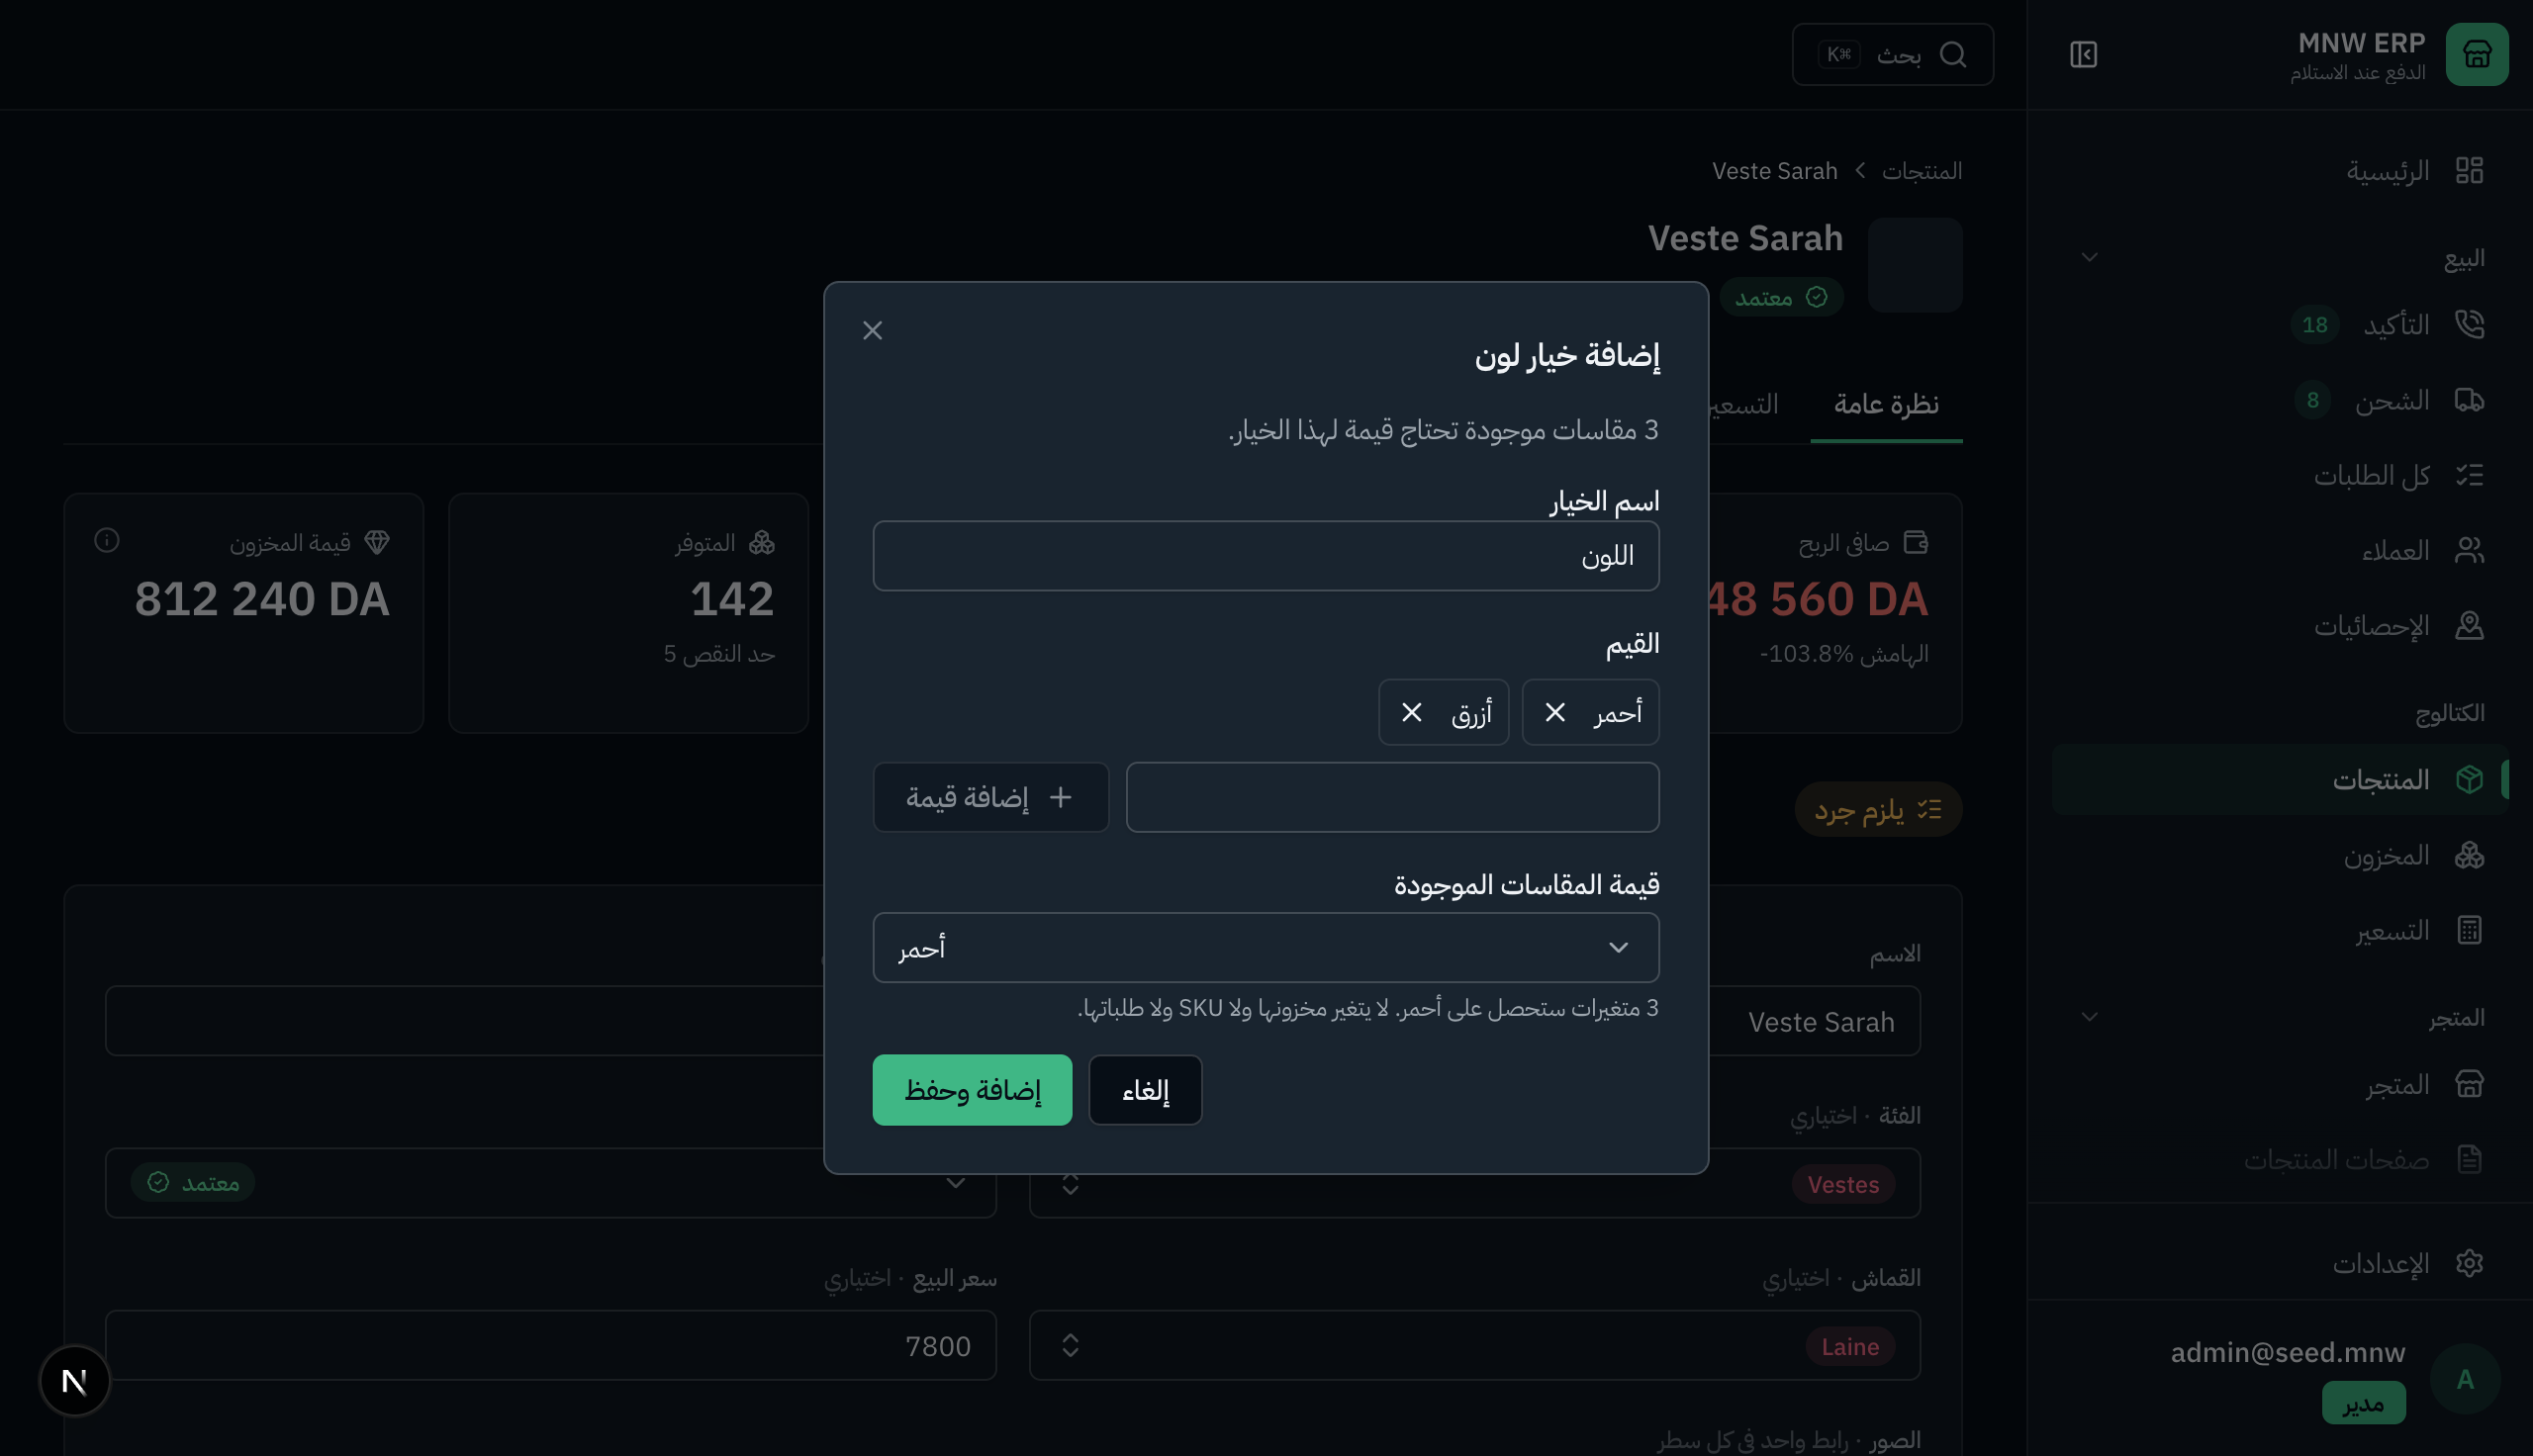 MNW ERP
الدفع عند الاستلام
بحث ⌘K
الرئيسية
البيع
التأكيد 18
الشحن 8
كل الطلبات
العملاء
الإحصائيات
الكتالوج
المنتجات
المخزون
التسعير
المتجر
المتجر
صفحات المنتجات
الإعدادات
admin@seed.mnw
A
مدير
المنتجات
Veste Sarah
Veste Sarah
معتمد
نظرة عامة
التسعير
صافي الربح
48 560 DA
الهامش -103.8%
المتوفر
142
حد النقص 5
قيمة المخزون
812 240 DA
يلزم جرد
الاسم
Veste Sarah
الفئة · اختياري
Vestes
معتمد
القماش · اختياري
Laine
سعر البيع · اختياري
7800
الصور · رابط واحد في كل سطر
إضافة خيار لون
3 مقاسات موجودة تحتاج قيمة لهذا الخيار.
اسم الخيار
اللون
القيم
أحمر
أزرق
إضافة قيمة
قيمة المقاسات الموجودة
أحمر
3 متغيرات ستحصل على أحمر. لا يتغير مخزونها ولا SKU ولا طلباتها.
إلغاء
إضافة وحفظ
N